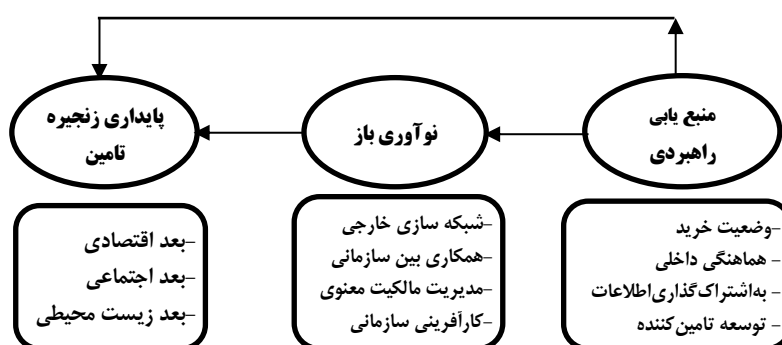 منبع یابی
راهبردی
نوآوری باز
پایداری زنجیره
تامین
-وضعیت خرید
- هماهنگی داخلی
- به‌اشتراک‌گذاری‌اطلاعات
- توسعه تامین‌کننده
-شبکه سازی خارجی
-همکاری بین سازمانی
-مدیریت مالکیت معنوی
-کارآفرینی سازمانی
-بعد اقتصادی
-بعد اجتماعی
-بعد زیست محیطی